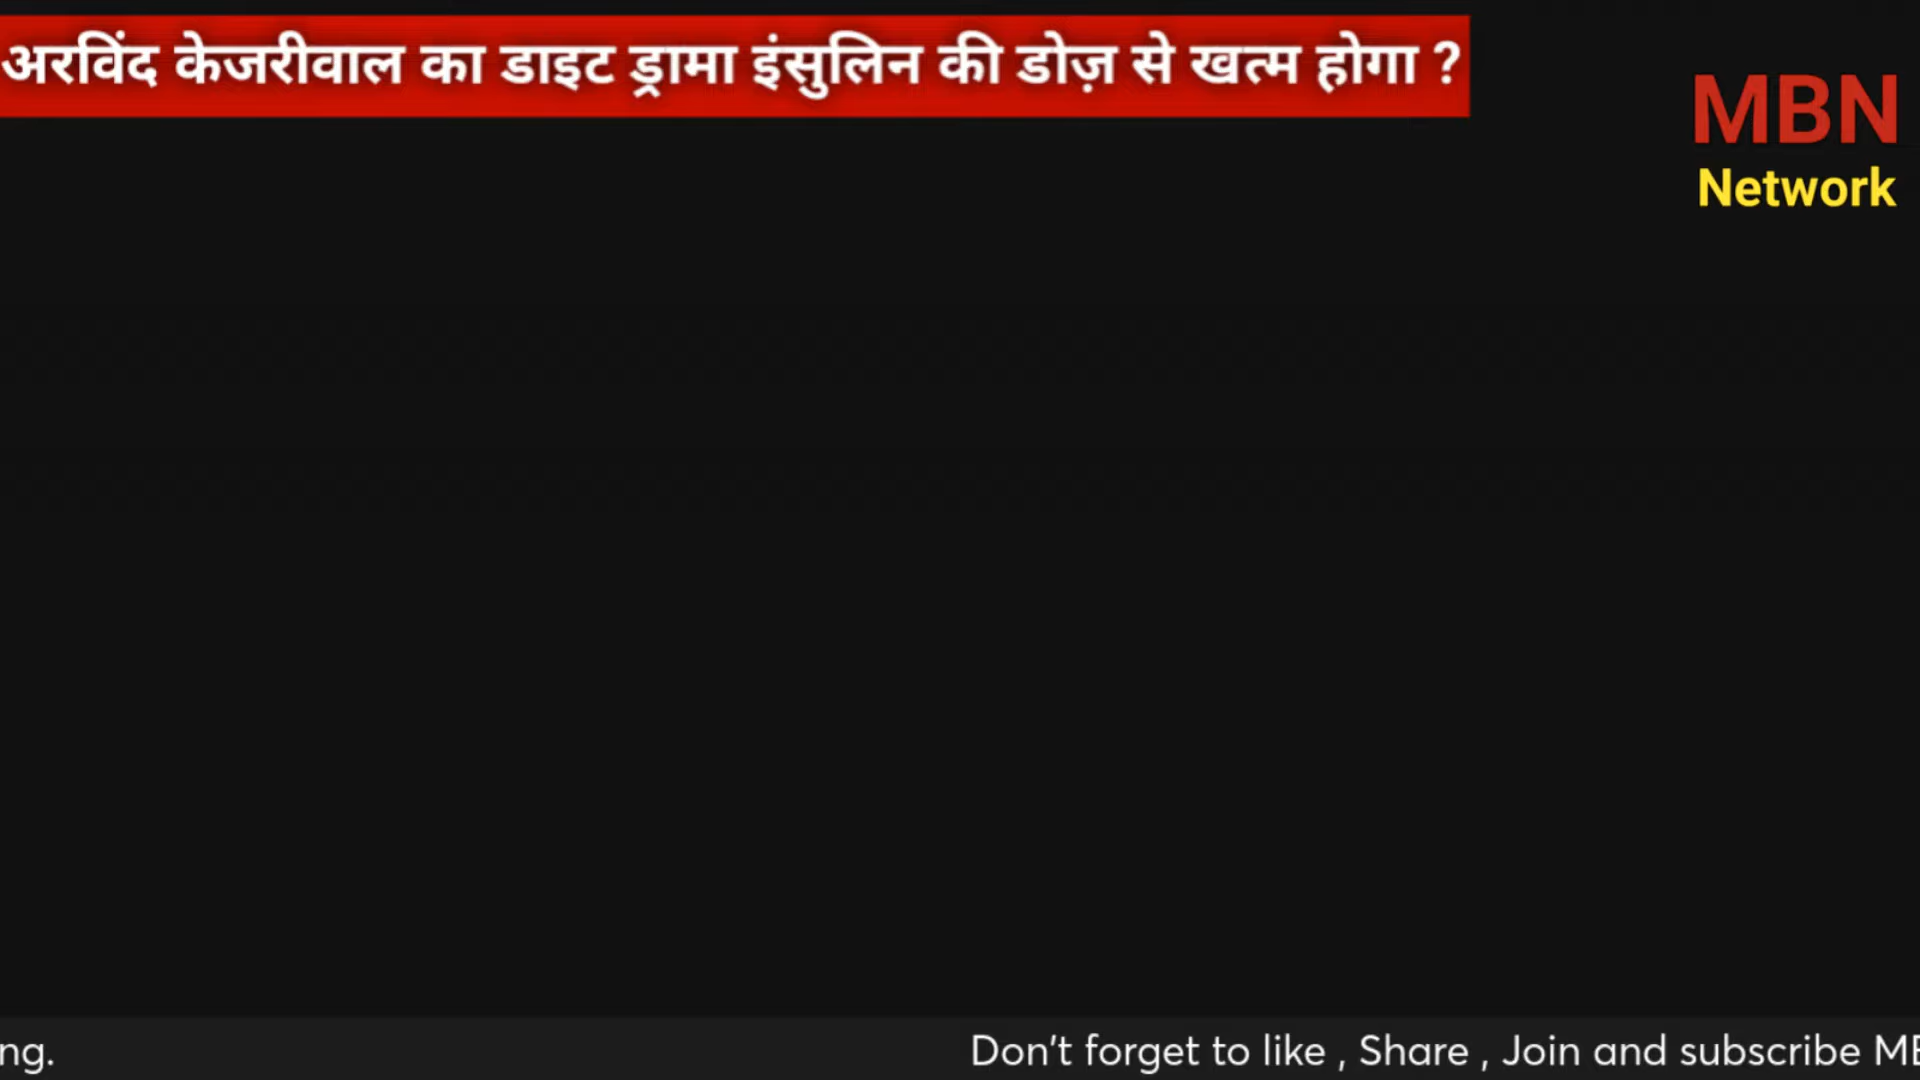 अरविंद केजरीवाल का डाइट ड्रामा इंसुलिन की डोज़ से खत्म होगा ?
MBN
Network
ng.
Don't forget to like , Share , Join and subscribe